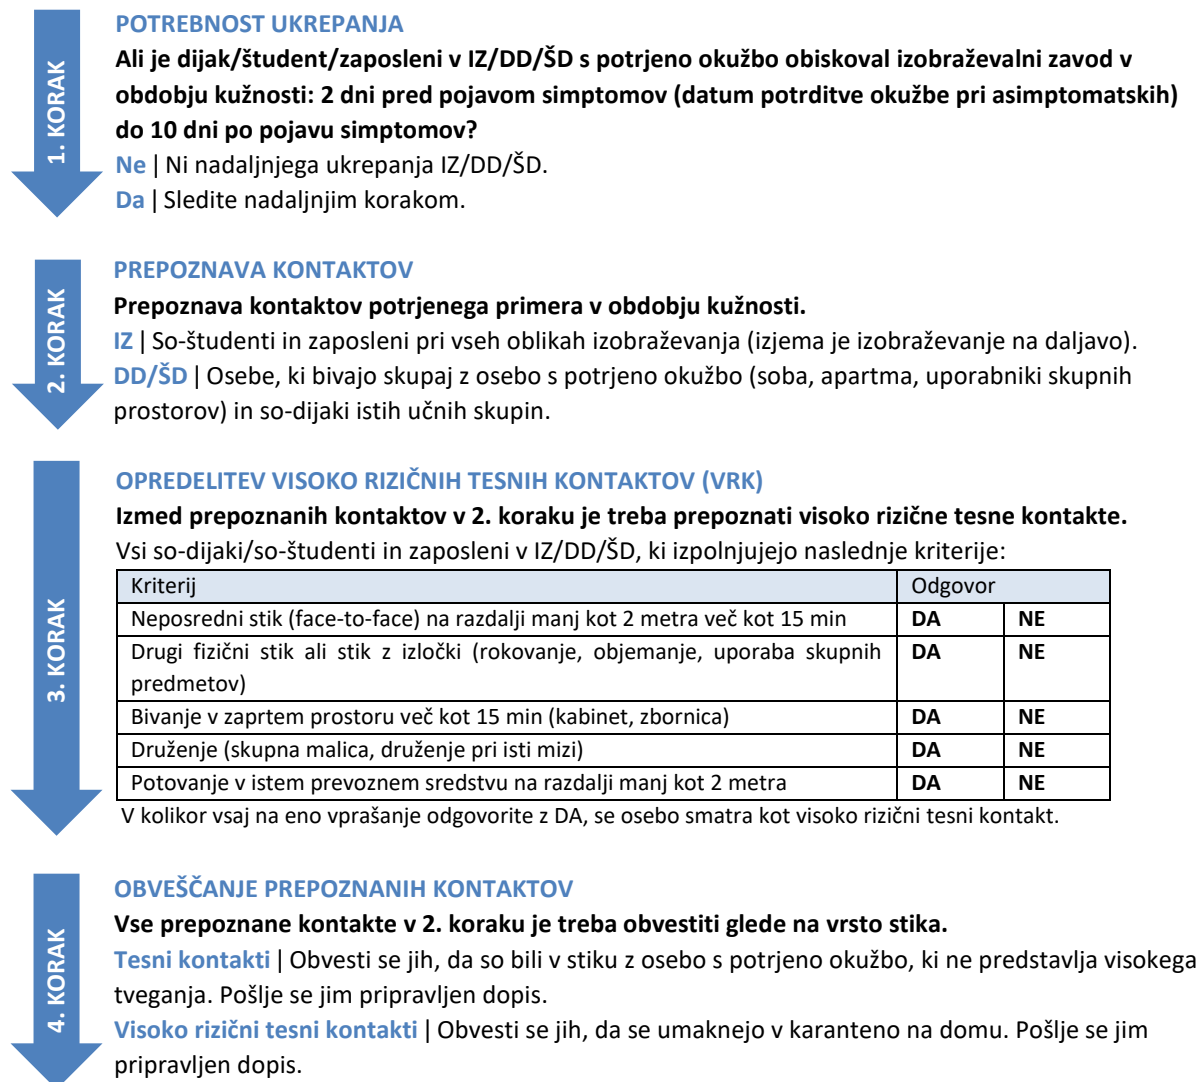 1. KORAK
POTREBNOST UKREPANJA
Ali je dijak/študent/zaposleni v IZ/DD/ŠD s potrjeno okužbo obiskoval izobraževalni zavod v
obdobju kužnosti: 2 dni pred pojavom simptomov (datum potrditve okužbe pri asimptomatskih)
do 10 dni po pojavu simptomov?
Ne | Ni nadaljnjega ukrepanja IZ/DD/ŠD.
Da | Sledite nadaljnjim korakom.
2. KORAK
PREPOZNAVA KONTAKTOV
Prepoznava kontaktov potrjenega primera v obdobju kužnosti.
IZ | So-študenti in zaposleni pri vseh oblikah izobraževanja (izjema je izobraževanje na daljavo).
DD/ŠD | Osebe, ki bivajo skupaj z osebo s potrjeno okužbo (soba, apartma, uporabniki skupnih
prostorov) in so-dijaki istih učnih skupin.
3. KORAK
OPREDELITEV VISOKO RIZIČNIH TESNIH KONTAKTOV (VRK)
Izmed prepoznanih kontaktov v 2. koraku je treba prepoznati visoko rizične tesne kontakte.
Vsi so-dijaki/so-študenti in zaposleni v IZ/DD/ŠD, ki izpolnjujejo naslednje kriterije:
Kriterij Odgovor
Neposredni stik (face-to-face) na razdalji manj kot 2 metra več kot 15 min DA NE
Drugi fizični stik ali stik z izločki (rokovanje, objemanje, uporaba skupnih DA NE
predmetov)
Bivanje v zaprtem prostoru več kot 15 min (kabinet, zbornica) DA NE
Druženje (skupna malica, druženje pri isti mizi) DA NE
Potovanje v istem prevoznem sredstvu na razdalji manj kot 2 metra DA NE
V kolikor vsaj na eno vprašanje odgovorite z DA, se osebo smatra kot visoko rizični tesni kontakt.
4. KORAK
OBVEŠČANJE PREPOZNANIH KONTAKTOV
Vse prepoznane kontakte v 2. koraku je treba obvestiti glede na vrsto stika.
Tesni kontakti | Obvesti se jih, da so bili v stiku z osebo s potrjeno okužbo, ki ne predstavlja visokega
tveganja. Pošlje se jim pripravljen dopis.
Visoko rizični tesni kontakti | Obvesti se jih, da se umaknejo v karanteno na domu. Pošlje se jim
pripravljen dopis.